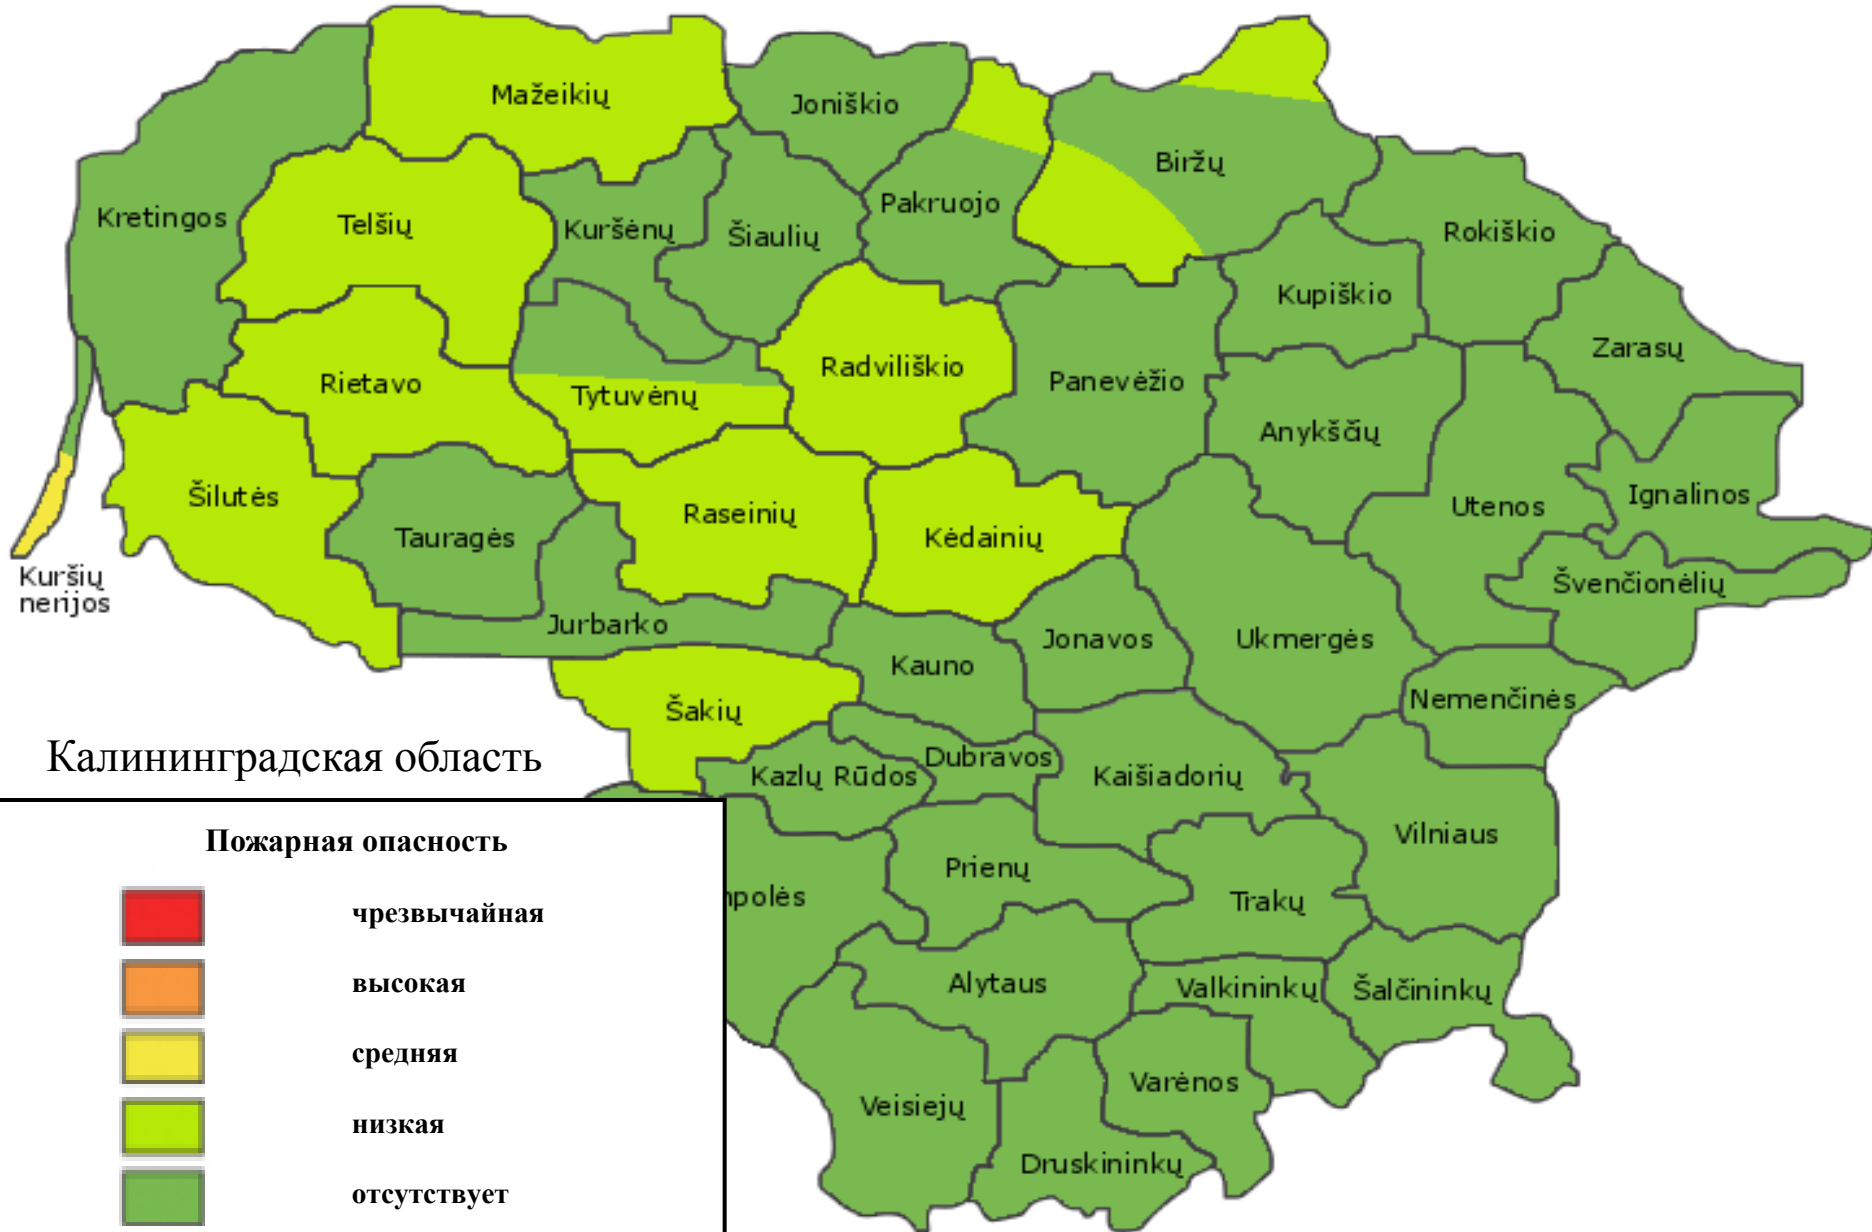 Mažeikių
Joniškio
Biržų
Kretingos
Telšių
Kuršėnų
Šiaulių
Pakruojo
Rokiškio
Kupiškio
Zarasų
Rietavo
Tytuvėnų
Radviliškio
Panevėžio
Anykščių
Šilutės
Tauragės
Raseinių
Kėdainių
Utenos
Ignalinos
Kuršių
nerijos
Švenčionėlių
Jurbarko
Kauno
Jonavos
Ukmergės
Nemenčinės
Šakių
Калининградская область
Kazlų Rūdos
Dubravos
Kaišiadorių
Vilniaus
Prienų
Trakų
polės
Alytaus
Valkininkų
Šalčininkų
Veisiejų
Varėnos
Druskininkų
Пожарная опасность
чрезвычайная
высокая
средняя
низкая
отсутствует